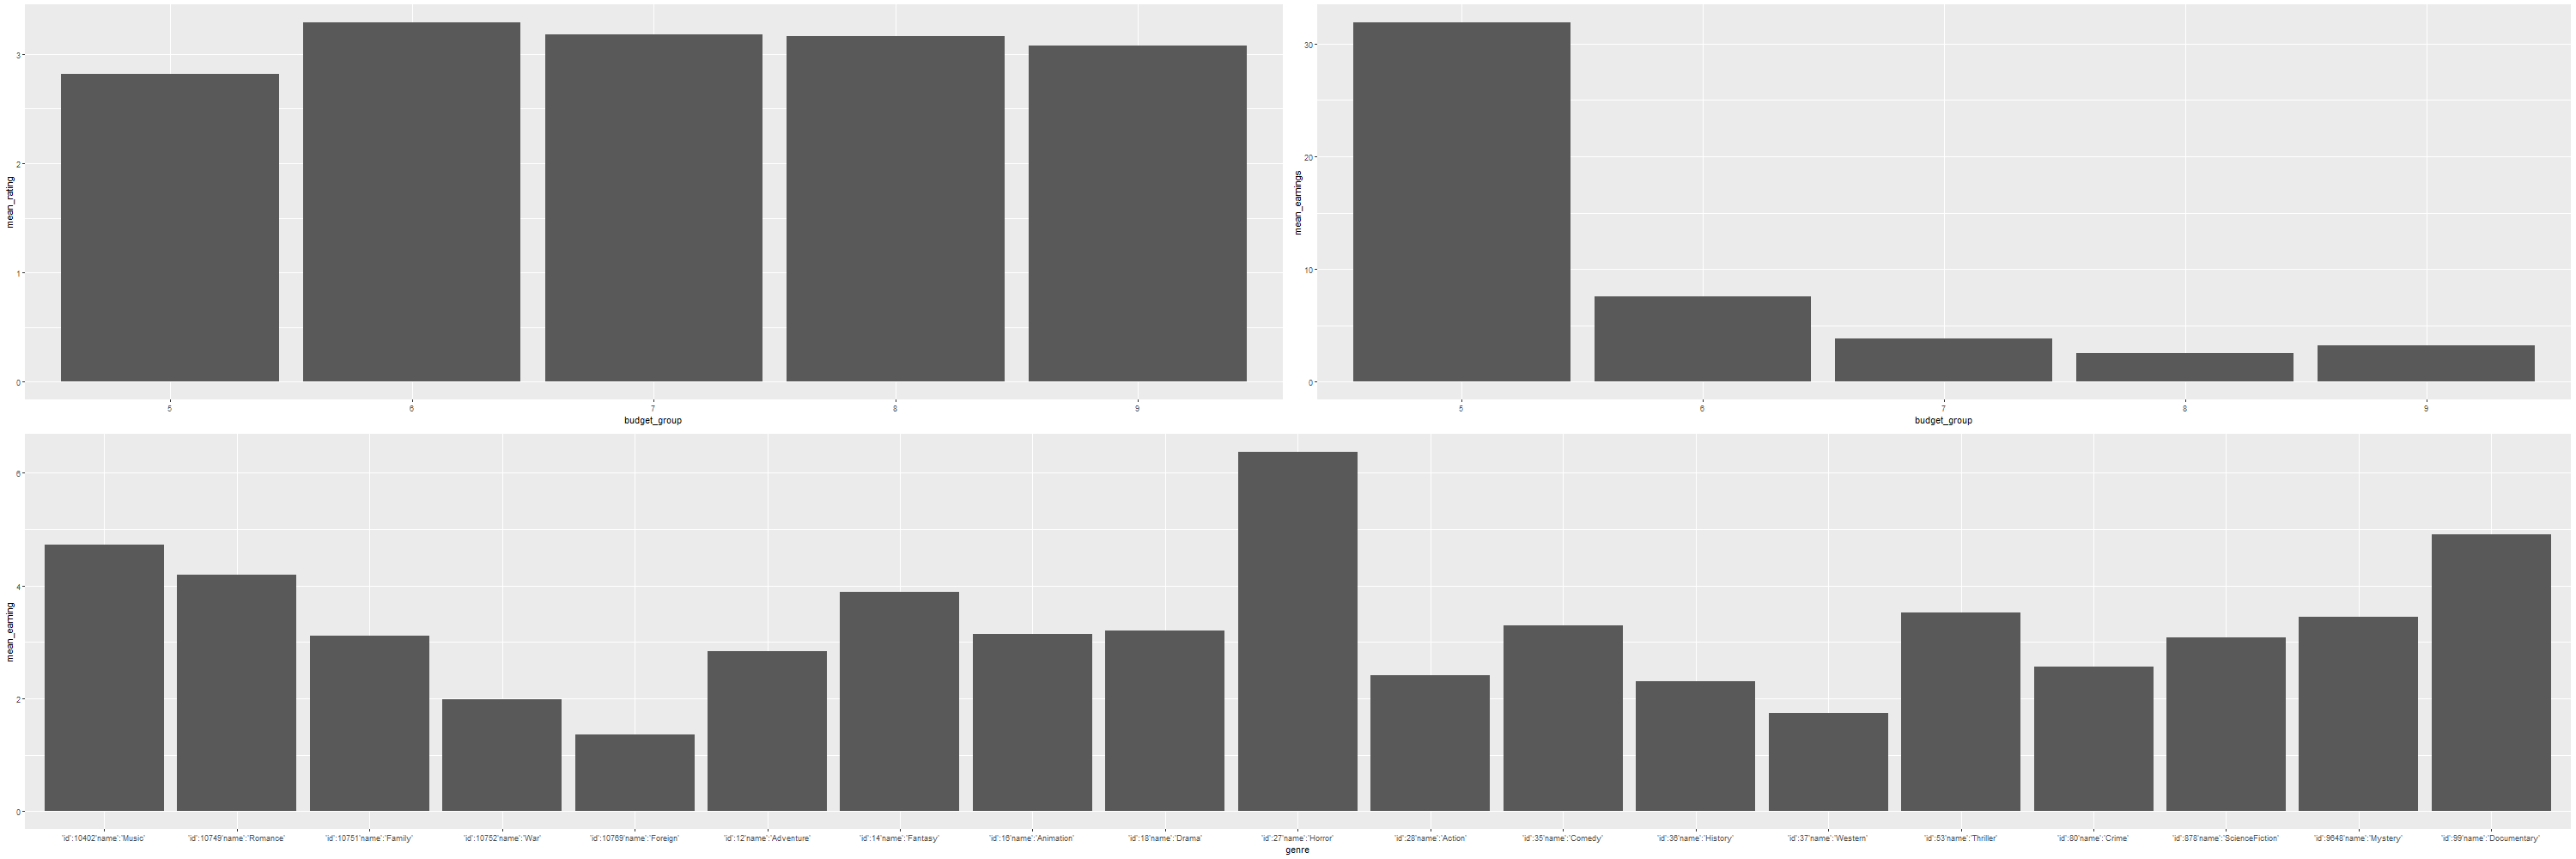 mean_rating
3
2
1
0
5 6 7 8 9
budget_group
mean_earnings
30
20
10
0
5 6 7 8 9
budget_group
mean_earning
6
4
2
0
'id':10402'name':'Music' 'id':10749'name':'Romance' 'id':10751'name':'Family' 'id':10752'name':'War' 'id':10769'name':'Foreign' 'id':12'name':'Adventure' 'id':14'name':'Fantasy' 'id':16'name':'Animation' 'id':18'name':'Drama' 'id':27'name':'Horror' 'id':28'name':'Action' 'id':35'name':'Comedy' 'id':36'name':'History' 'id':37'name':'Western' 'id':53'name':'Thriller' 'id':80'name':'Crime' 'id':878'name':'ScienceFiction' 'id':9648'name':'Mystery' 'id':99'name':'Documentary'
genre